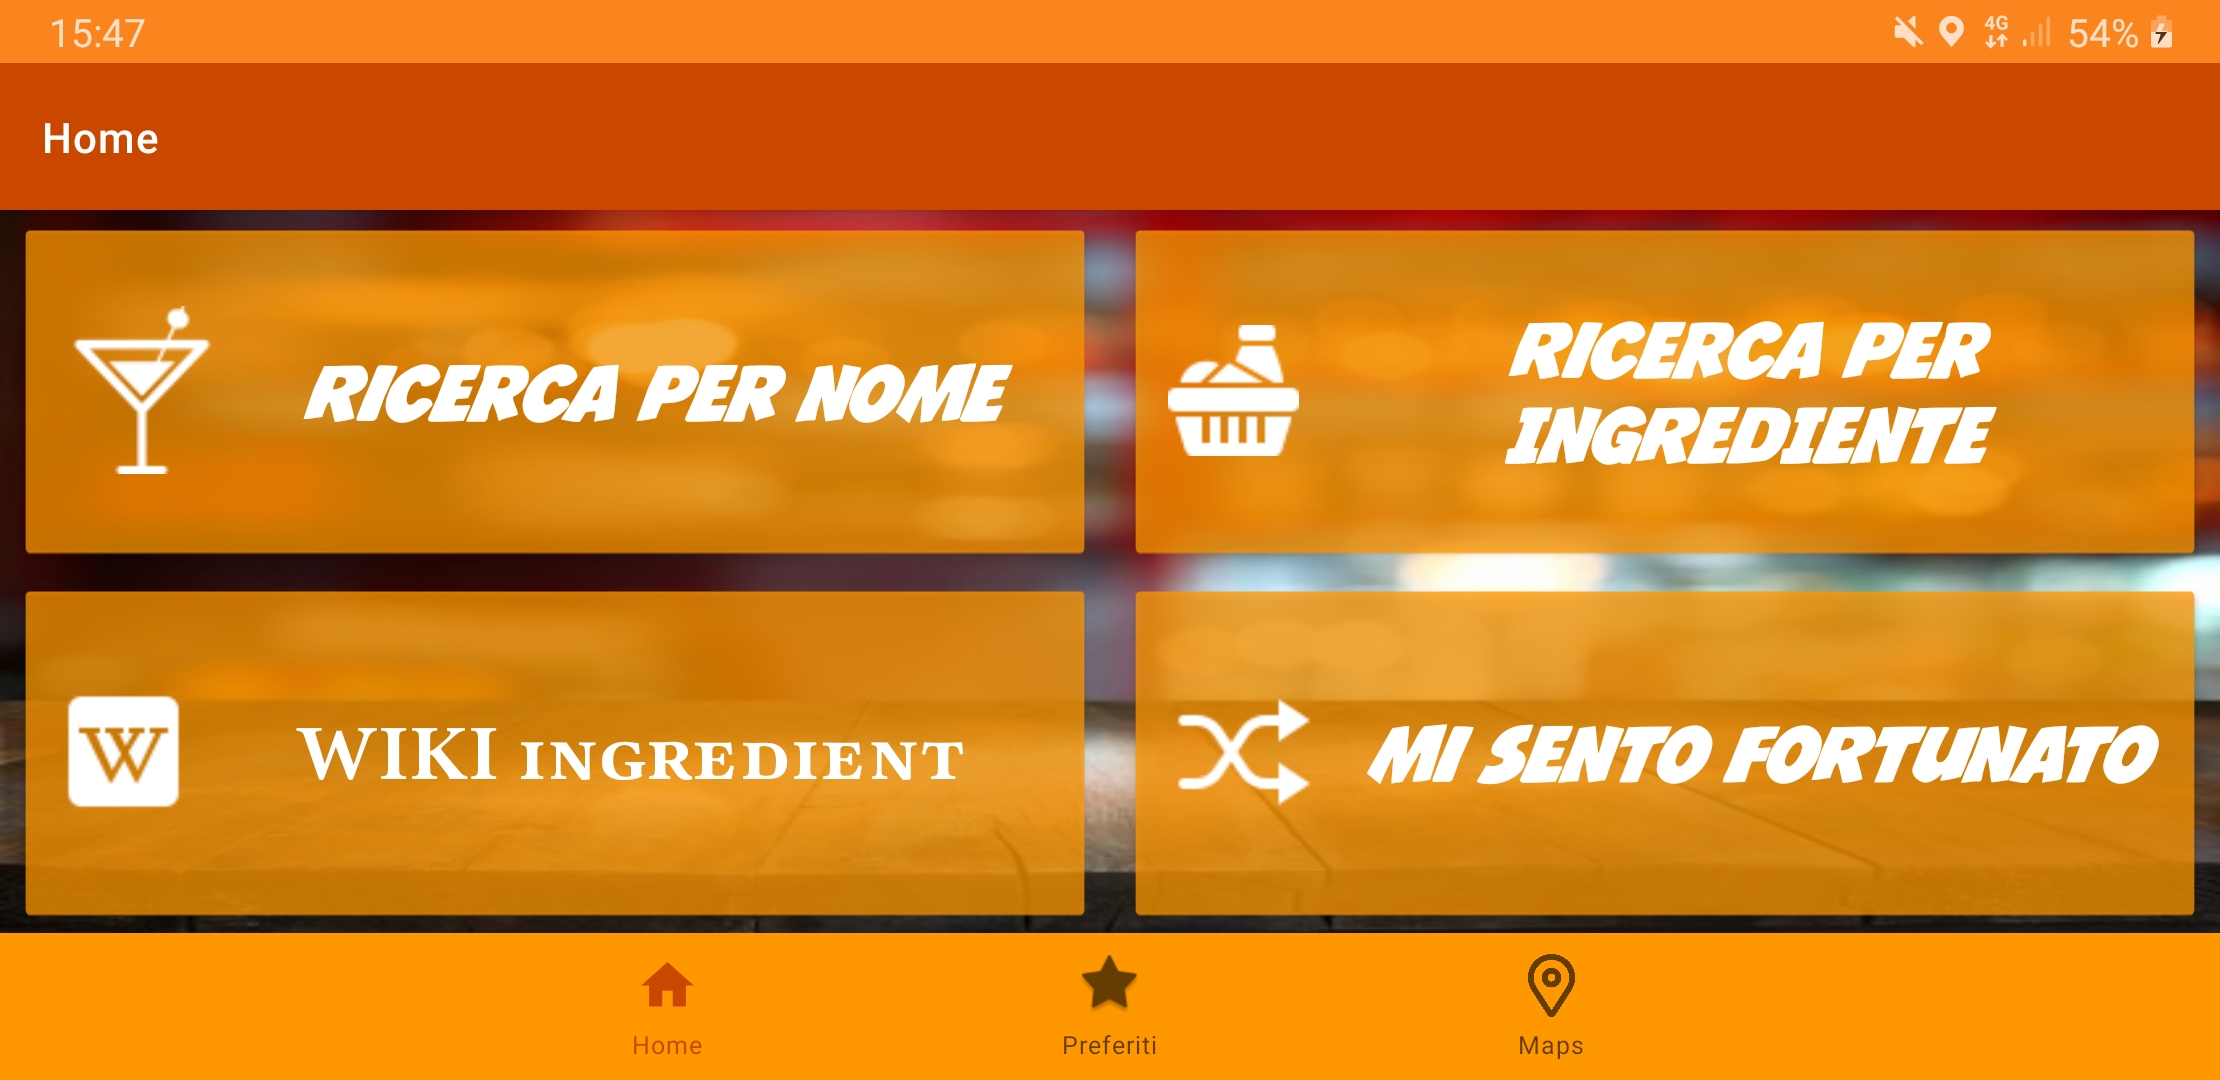 15:47
4G
54%
Home
RICERCA PER NOME
RICERCA PER
INGREDIENTE
W
WIKI INGREDIENT
MI SENTO FORTUNATO
Home
Preferiti
Maps